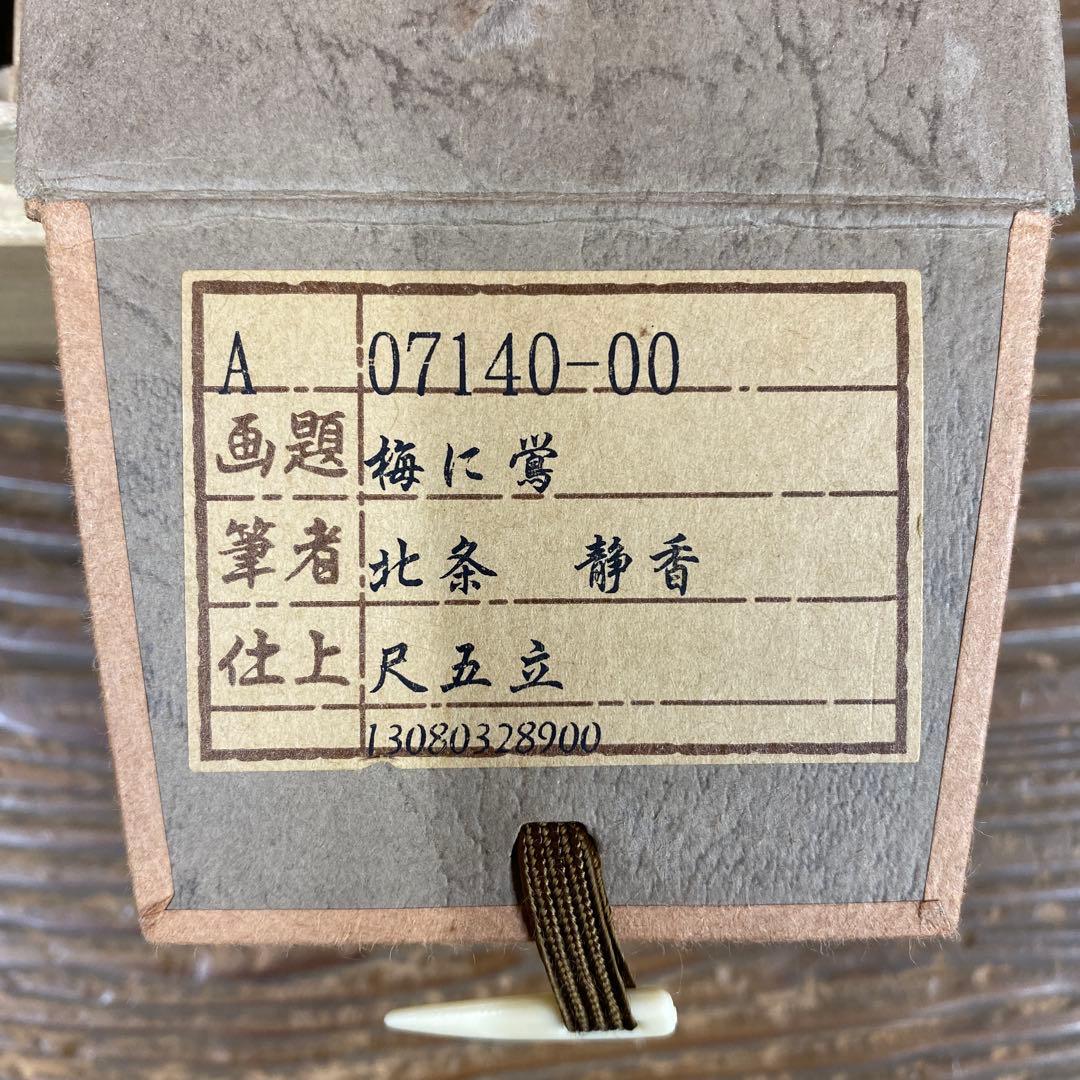 A 07140-00
画題 梅に鶯
筆者 北条 静香
仕上 尺五立
13080328900